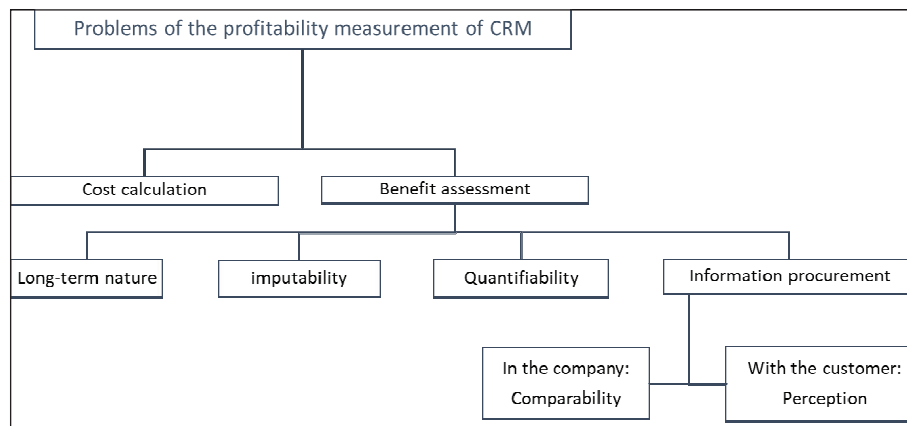 Problems of the profitability measurement of CRM
Cost calculation
Benefit assessment
Long-term nature
imputability
Quantifiability
Information procurement
In the company:
Comparability
With the customer:
Perception